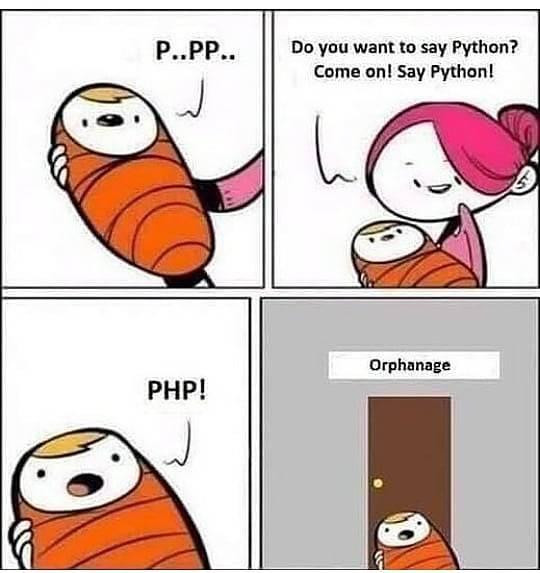 P..PP..
Do you want to say Python?
Come on! Say Python!
PHP!
Orphanage